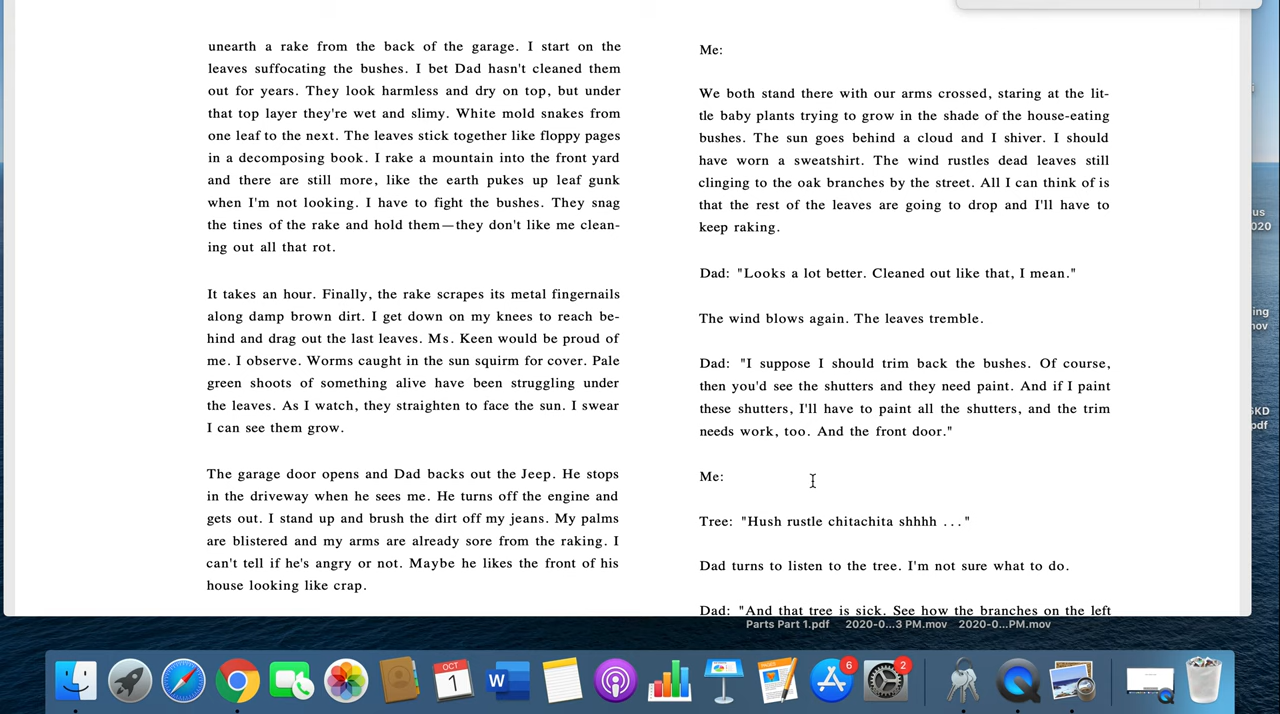 unearth a rake from the back of the garage. I start on the
leaves suffocating the bushes. I bet Dad hasn't cleaned them
out for years. They look harmless and dry on top, but under
that top layer they're wet and slimy. White mold snakes from
one leaf to the next. The leaves stick together like floppy pages
in a decomposing book. I rake a mountain into the front yard
and there are still more, like the earth pukes up leaf gunk
when I'm not looking. I have to fight the bushes. They snag
the tines of the rake and hold them—they don't like me clean-
ing out all that rot.
It takes an hour. Finally, the rake scrapes its metal fingernails
along damp brown dirt. I get down on my knees to reach be-
hind and drag out the last leaves. Ms. Keen would be proud of
me. I observe. Worms caught in the sun squirm for cover. Pale
green shoots of something alive have been struggling under
the leaves. As I watch, they straighten to face the sun. I swear
I can see them grow.
The garage door opens and Dad backs out the Jeep. He stops
in the driveway when he sees me. He turns off the engine and
gets out. I stand up and brush the dirt off my jeans. My palms
are blistered and my arms are already sore from the raking. I
can't tell if he's angry or not. Maybe he likes the front of his
house looking like crap.
Me:
We both stand there with our arms crossed, staring at the lit-
tle baby plants trying to grow in the shade of the house-eating
bushes. The sun goes behind a cloud and I shiver. I should
have worn a sweatshirt. The wind rustles dead leaves still
clinging to the oak branches by the street. All I can think of is
that the rest of the leaves are going to drop and I'll have to
keep raking.
Dad: "Looks a lot better. Cleaned out like that, I mean."
The wind blows again. The leaves tremble.
Dad: "I suppose I should trim back the bushes. Of course,
then you'd see the shutters and they need paint. And if I paint
these shutters, I'll have to paint all the shutters, and the trim
needs work, too. And the front door."
Me:
Tree: "Hush rustle chitachita shhhh ..."
Dad turns to listen to the tree. I'm not sure what to do.
Dad: "And that tree is sick. See how the branches on the left
us
020
ing
nov
SKD
pdf
Parts Part 1.pdf 2020-0...3 PM.mov 2020-0...PM.mov
OCT
1
W
6
2